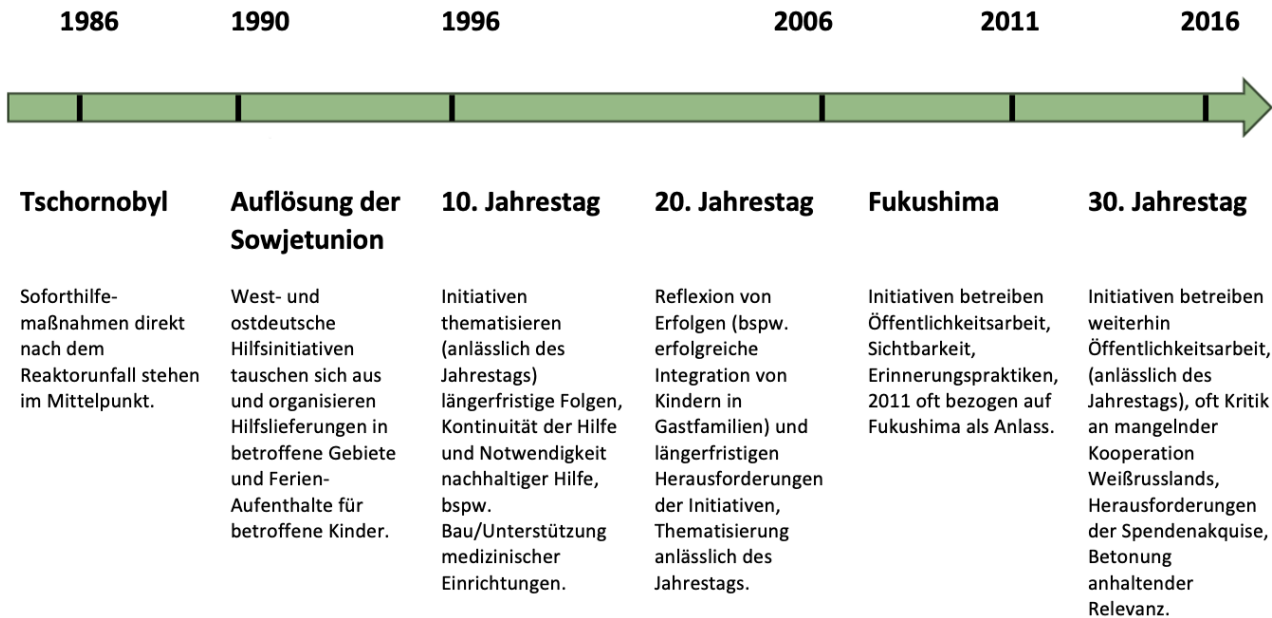 1986
1990
1996
2006
2011
2016
Tschornobyl
Soforthilfe-
maßnahmen direkt
nach dem
Reaktorunfall stehen
im Mittelpunkt.
Auflösung der
Sowjetunion
West- und
ostdeutsche
Hilfsinitiativen
tauschen sich aus
und organisieren
Hilfslieferungen in
betroffene Gebiete
und Ferien-
Aufenthalte für
betroffene Kinder.
10. Jahrestag
Initiativen
thematisieren
(anlässlich des
Jahrestags)
längerfristige Folgen,
Kontinuität der Hilfe
und Notwendigkeit
nachhaltiger Hilfe,
bspw.
Bau/Unterstützung
medizinischer
Einrichtungen.
20. Jahrestag
Reflexion von
Erfolgen (bspw.
erfolgreiche
Integration von
Kindern in
Gastfamilien) und
längerfristigen
Herausforderungen
der Initiativen,
Thematisierung
anlässlich des
Jahrestags.
Fukushima
Initiativen betreiben
Öffentlichkeitsarbeit,
Sichtbarkeit,
Erinnerungspraktiken,
2011 oft bezogen auf
Fukushima als Anlass.
30. Jahrestag
Initiativen betreiben
weiterhin
Öffentlichkeitsarbeit,
(anlässlich des
Jahrestags), oft Kritik
an mangelnder
Kooperation
Weißrusslands,
Herausforderungen
der Spendenakquise,
Betonung
anhaltender
Relevanz.